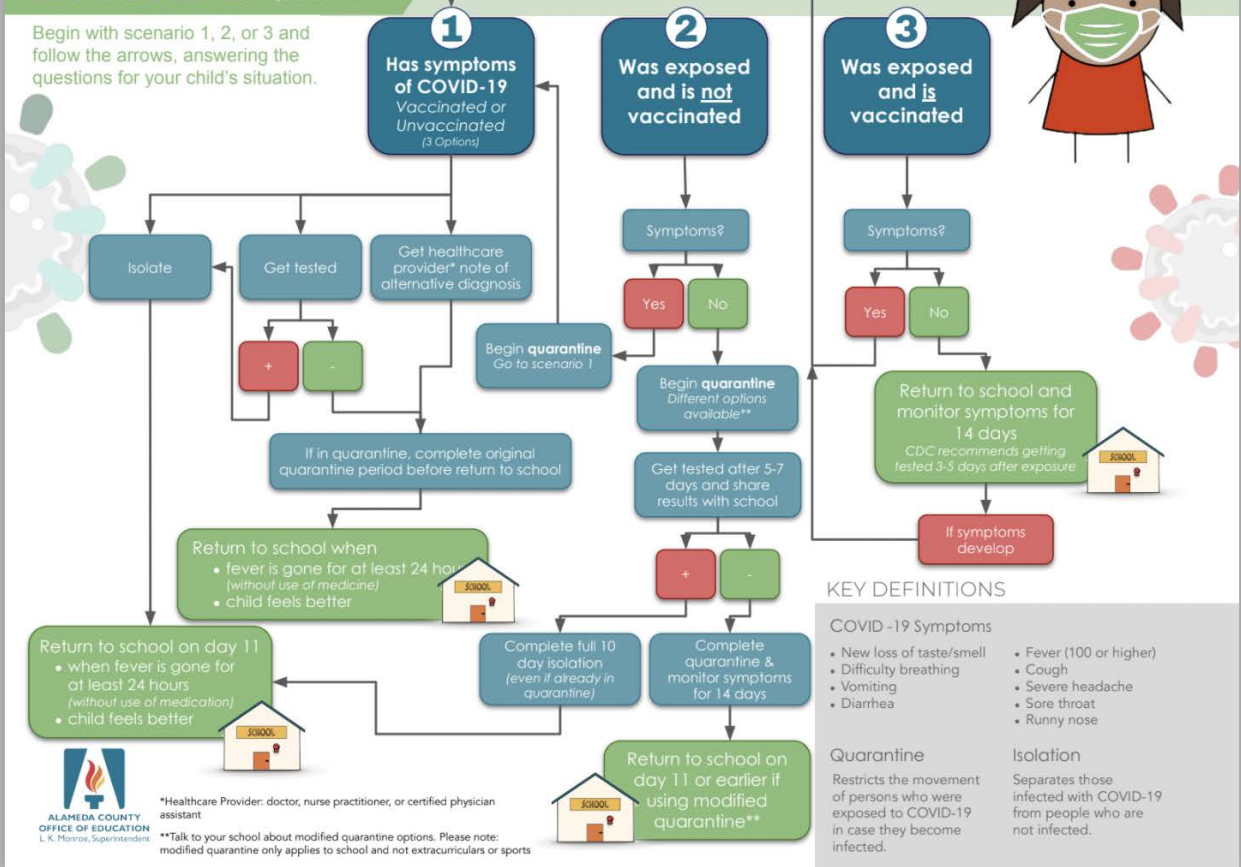 Begin with scenario 1, 2, or 3 and
follow the arrows, answering the
questions for your child's situation.
1
Has symptoms
of COVID-19
Vaccinated or
Unvaccinated
(3 Options)
2
Was exposed
and is not
vaccinated
3
Was exposed
and is
vaccinated
Isolate
Get tested
Get healthcare
provider* note of
alternative diagnosis
+
-
If in quarantine, complete original
quarantine period before return to school
Return to school when
• fever is gone for at least 24 hou
(without use of medicine)
• child feels better
SCHOOL
Return to school on day 11
• when fever is gone for
at least 24 hours
(without use of medication)
• child feels better
SCHOOL
Symptoms?
Yes
No
Begin quarantine
Go to scenario 1
Begin quarantine
Different options
available**
Get tested after 5-7
days and share
results with school
+
-
Complete full 10
day isolation
(even if already in
quarantine)
Complete
quarantine &
monitor symptoms
for 14 days
Return to school on
day 11 or earlier if
using modified
quarantine**
SCHOOL
Symptoms?
Yes
No
Return to school and
monitor symptoms for
14 days
CDC recommends getting
tested 3-5 days after exposure
SCHOOL
If symptoms
develop
KEY DEFINITIONS
COVID -19 Symptoms
• New loss of taste/smell
• Difficulty breathing
• Vomiting
• Diarrhea
• Fever (100 or higher)
• Cough
• Severe headache
• Sore throat
• Runny nose
Quarantine
Restricts the movement
of persons who were
exposed to COVID-19
in case they become
infected.
Isolation
Separates those
infected with COVID-19
from people who are
not infected.
ALAMEDA COUNTY
OFFICE OF EDUCATION
L. K. Monroe, Superintendent
*Healthcare Provider: doctor, nurse practitioner, or certified physician
assistant
**Talk to your school about modified quarantine options. Please note:
modified quarantine only applies to school and not extracurriculars or sports